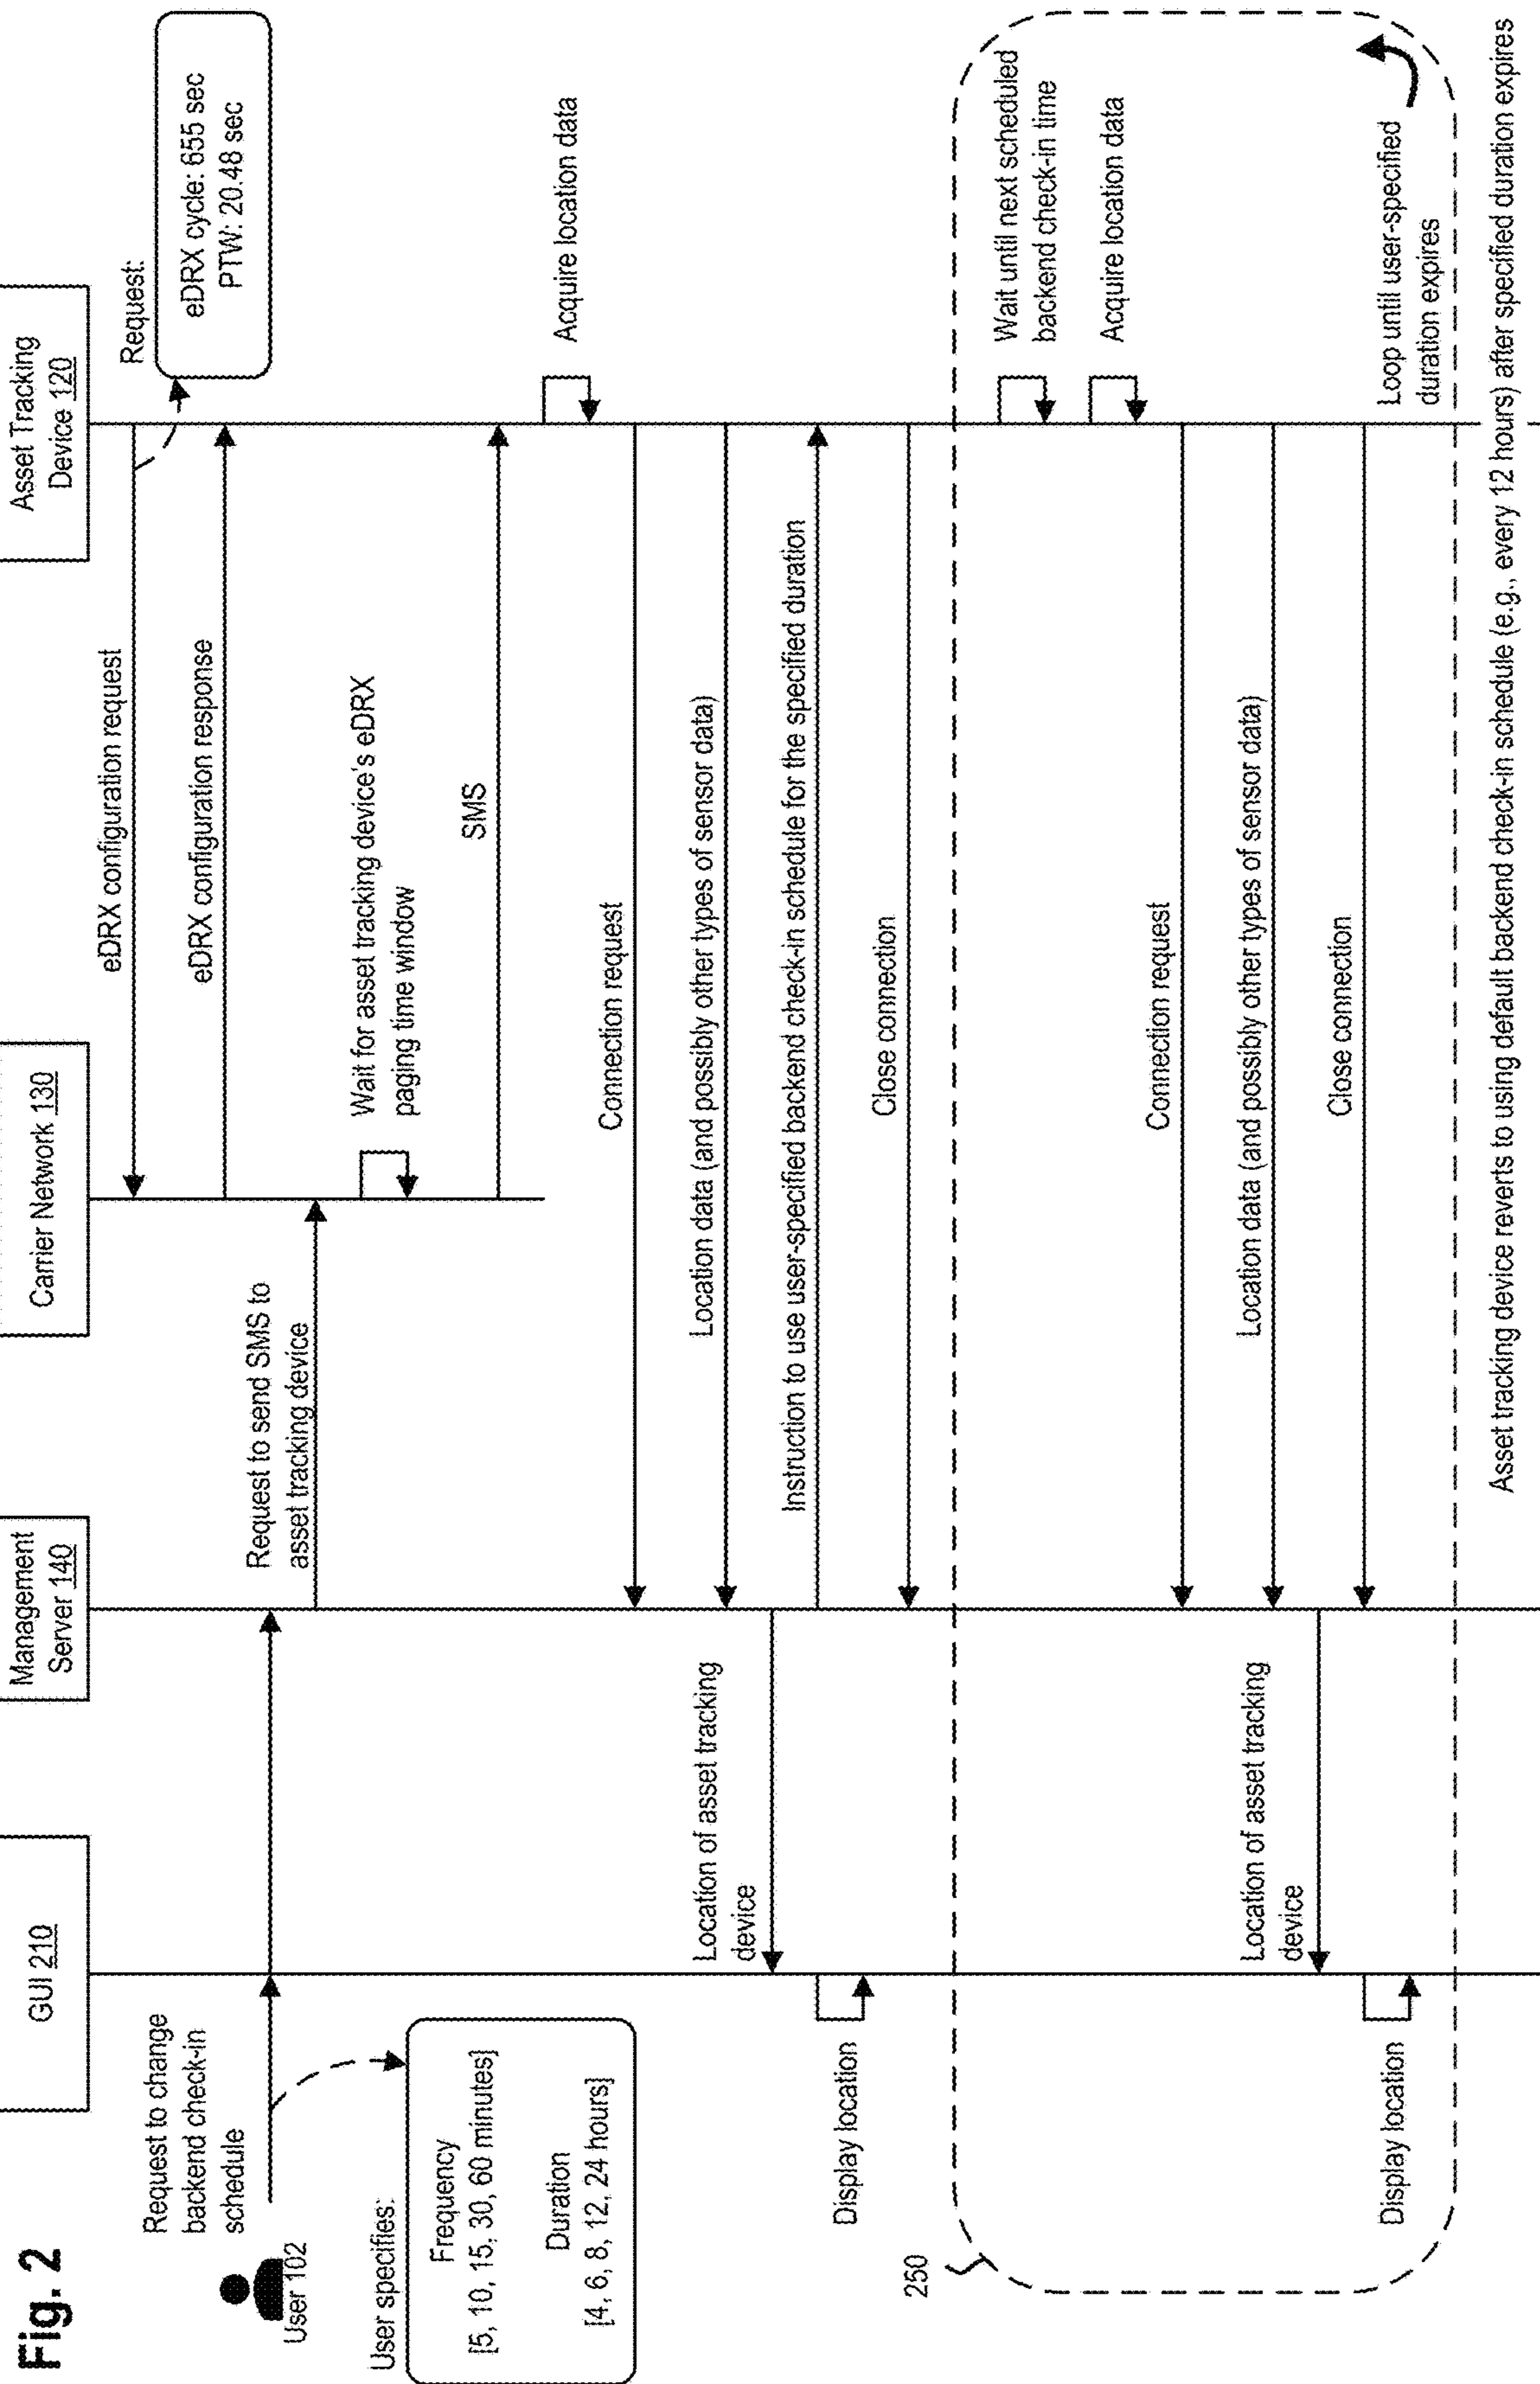 Fig. 2
GUI 210
Management
Server 140
Carrier Network 130
Asset Tracking
Device 120
eDRX configuration request
Request:
eDRX cycle: 655 sec
PTW: 20.48 sec
eDRX configuration response
Request to change
backend check-in
schedule
User 102
User specifies:
Frequency
[5, 10, 15, 30, 60 minutes]
Duration
[4, 6, 8, 12, 24 hours]
Request to send SMS to
asset tracking device
Wait for asset tracking device's eDRX
paging time window
SMS
Acquire location data
Connection request
Location data (and possibly other types of sensor data)
Location of asset tracking
device
Instruction to use user-specified backend check-in schedule for the specified duration
Display location
Close connection
250
Wait until next scheduled
backend check-in time
Acquire location data
Connection request
Location data (and possibly other types of sensor data)
Location of asset tracking
device
Close connection
Display location
Loop until user-specified
duration expires
Asset tracking device reverts to using default backend check-in schedule (e.g., every 12 hours) after specified duration expires